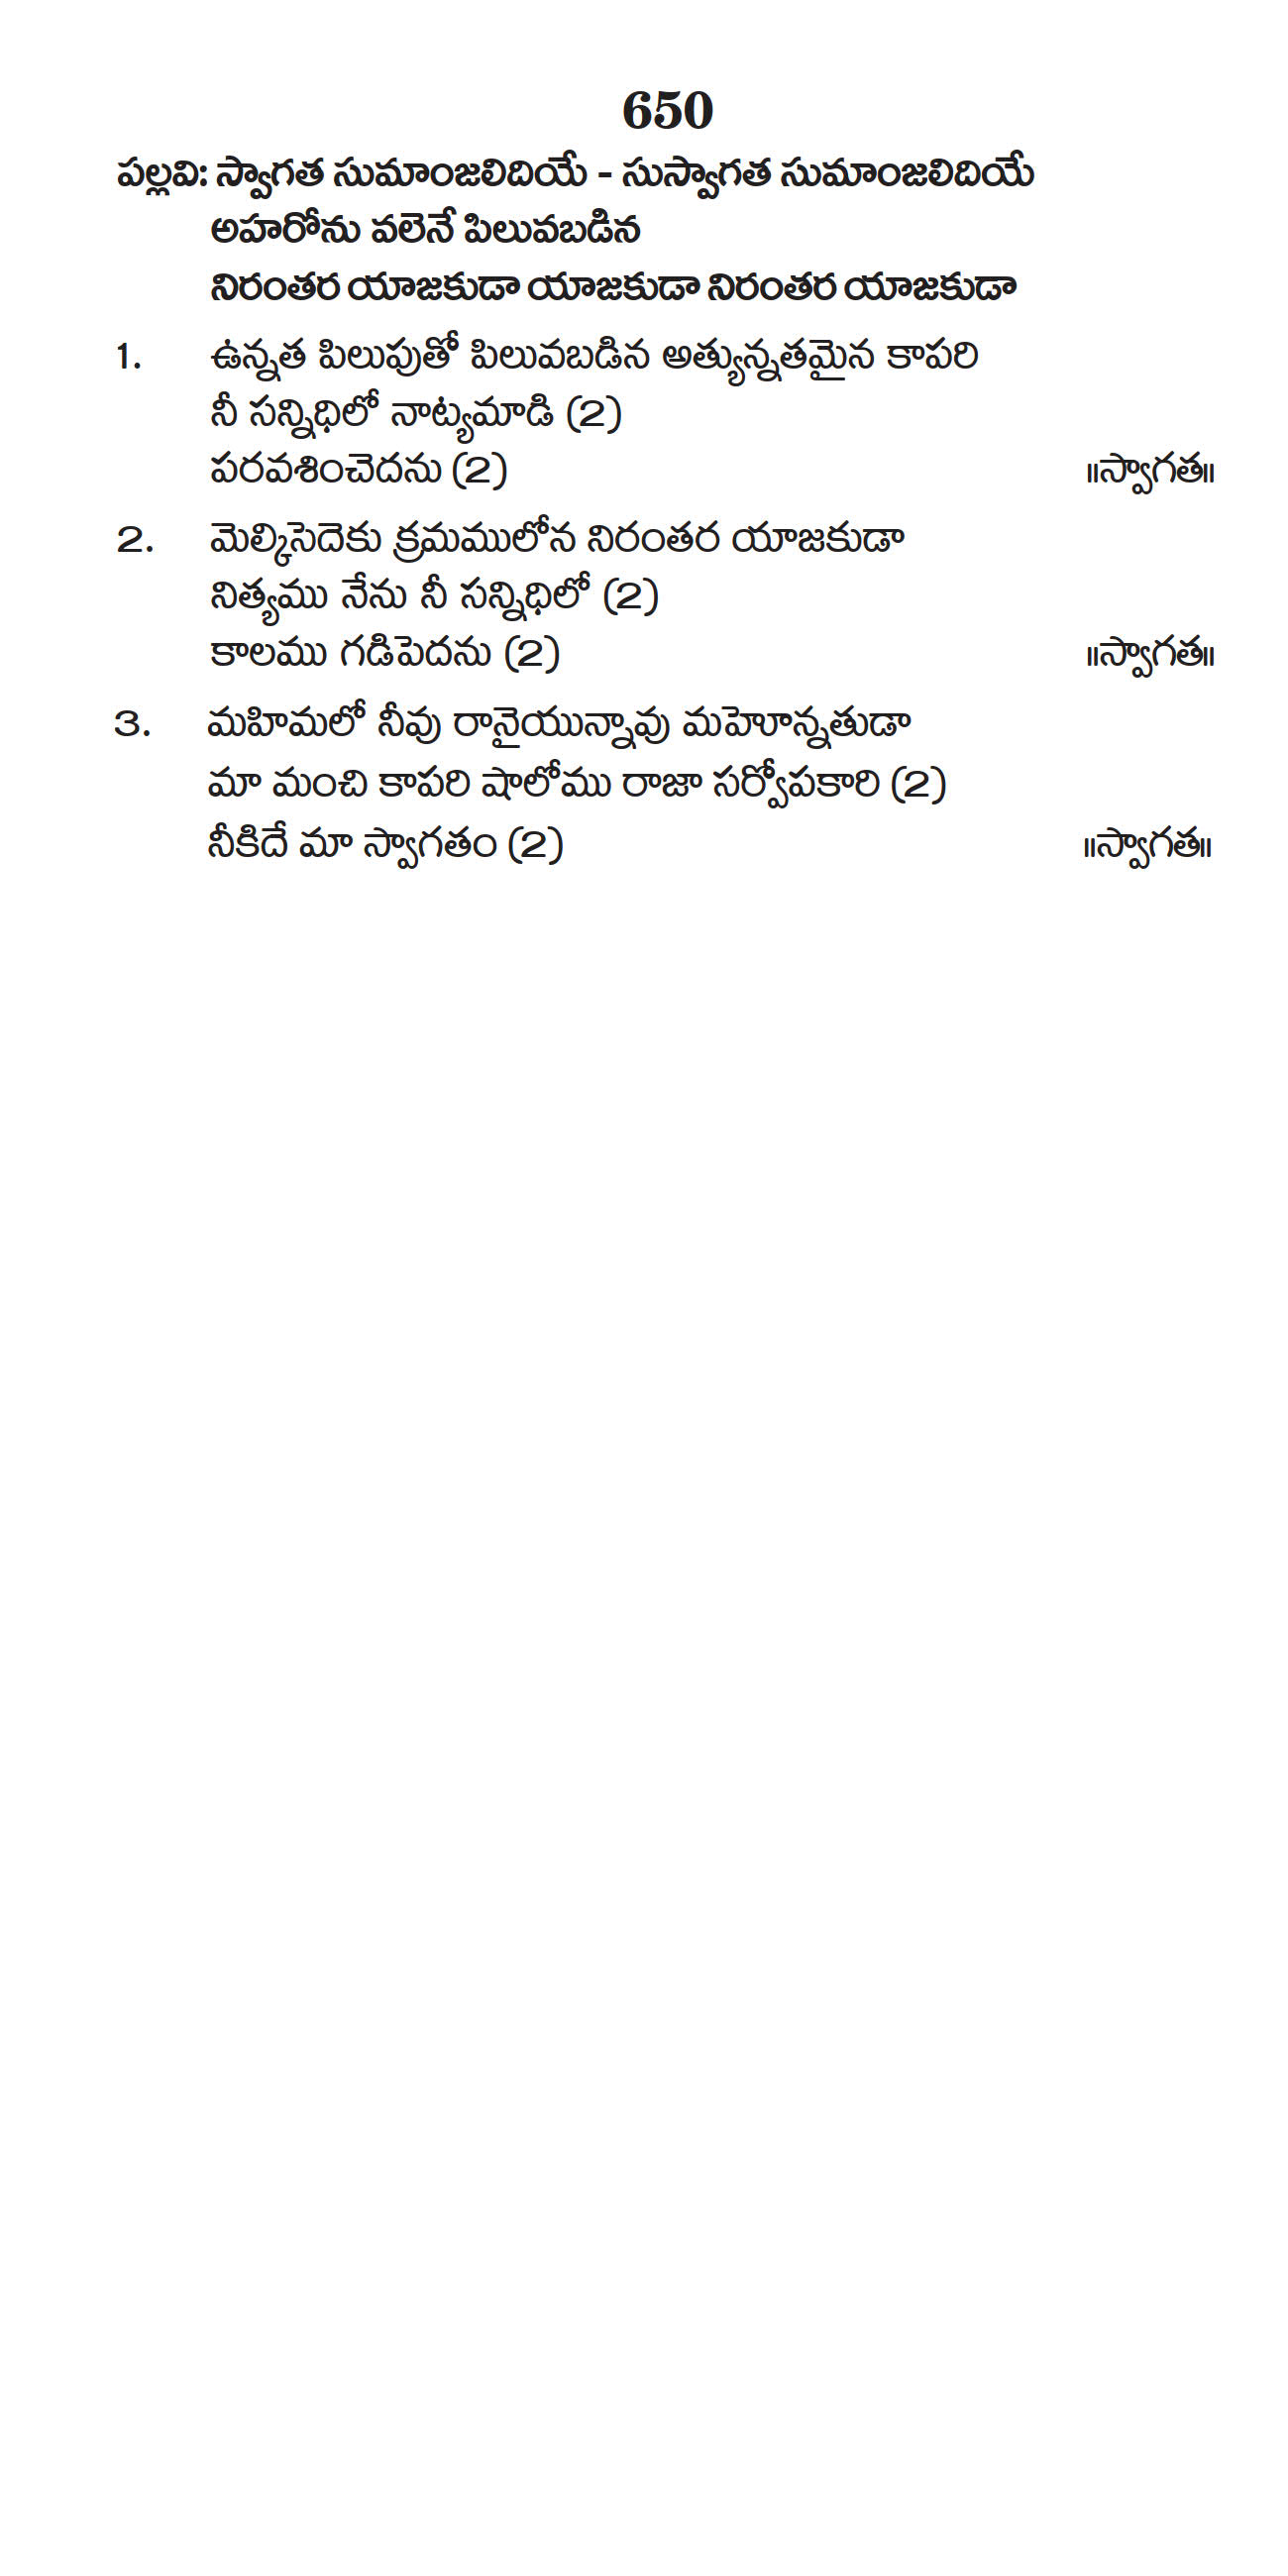 650
పల్లవి: స్వాగత సుమాంజలిదియే - సుస్వాగత సుమాంజలిదియే
అహరోను వలెనే పిలువబడిన
నిరంతర యాజకుడా యాజకుడా నిరంతర యాజకుడా
1. ఉన్నత పిలుపుతో పిలువబడిన అత్యున్నతమైన కాపరి
నీ సన్నిధిలో నాట్యమాడి (2)
పరవశించెదను (2) ॥స్వాగత॥
2. మెల్కిసెదెకు క్రమములోన నిరంతర యాజకుడా
నిత్యము నేను నీ సన్నిధిలో (2)
కాలము గడిపెదను (2) ॥స్వాగత॥
3. మహిమలో నీవు రానైయున్నావు మహోన్నతుడా
మా మంచి కాపరి షాలోము రాజా సర్వోపకారి (2)
నీకిదే మా స్వాగతం (2) ॥స్వాగత॥